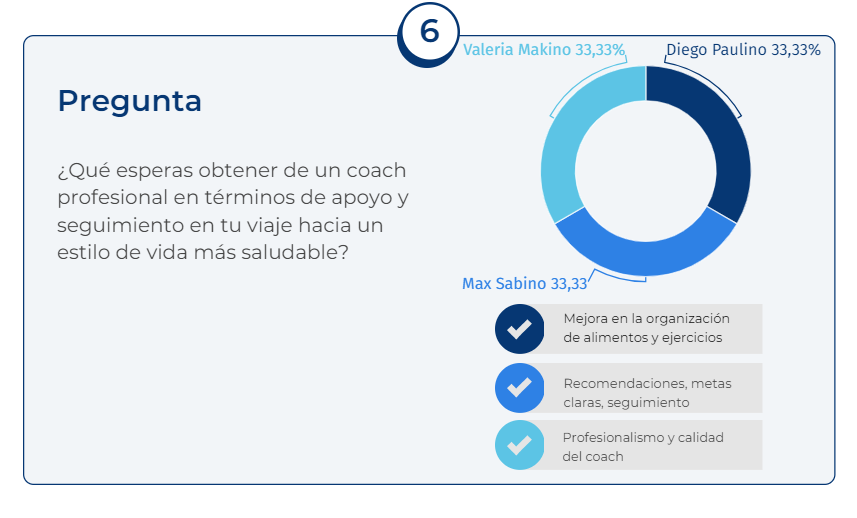 6
Pregunta
¿Qué esperas obtener de un coach
profesional en términos de apoyo y
seguimiento en tu viaje hacia un
estilo de vida más saludable?
Valeria Makino 33,33%
Diego Paulino 33,33%
Max Sabino 33,33
Mejora en la organización
de alimentos y ejercicios
Recomendaciones, metas
claras, seguimiento
Profesionalismo y calidad
del coach